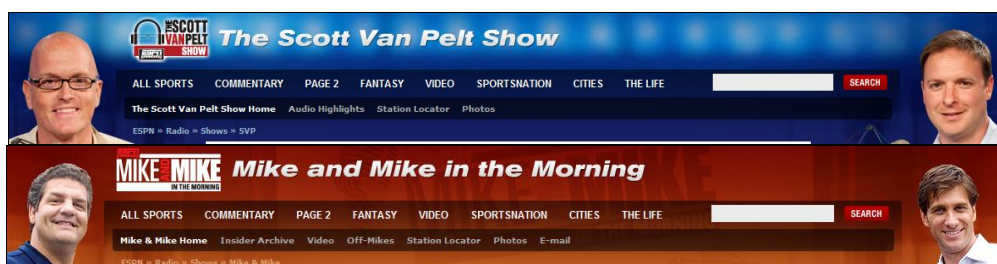 THE SCOTT VAN PELT SHOW
ESPN
The Scott Van Pelt Show
ALL SPORTS COMMENTARY PAGE 2 FANTASY VIDEO SPORTSNATION CITIES THE LIFE SEARCH
The Scott Van Pelt Show Home Audio Highlights Station Locator Photos
ESPN » Radio » Shows » SVP
ESPN
MIKE AND MIKE
IN THE MORNING
Mike and Mike in the Morning
ALL SPORTS COMMENTARY PAGE 2 FANTASY VIDEO SPORTSNATION CITIES THE LIFE SEARCH
Mike & Mike Home Insider Archive Video Off-Mikes Station Locator Photos E-mail
ESPN » Radio » Shows » Mike & Mike